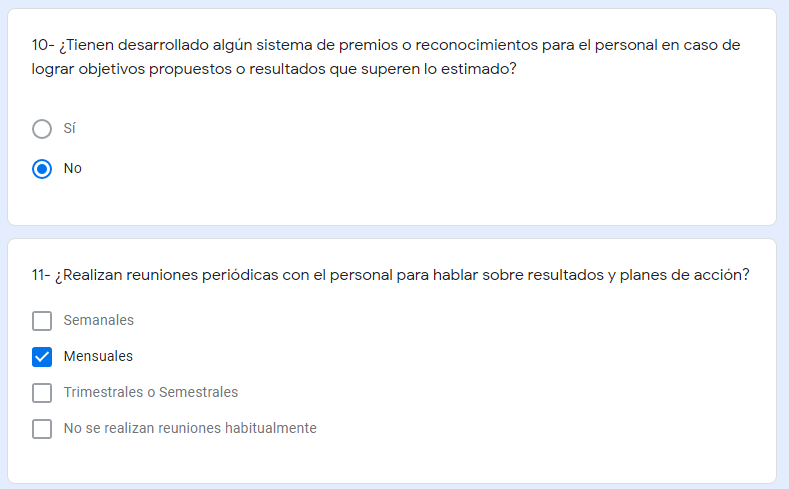 10- ¿Tienen desarrollado algún sistema de premios o reconocimientos para el personal en caso de
lograr objetivos propuestos o resultados que superen lo estimado?
Sí
No
11- ¿Realizan reuniones periódicas con el personal para hablar sobre resultados y planes de acción?
Semanales
Mensuales
Trimestrales o Semestrales
No se realizan reuniones habitualmente